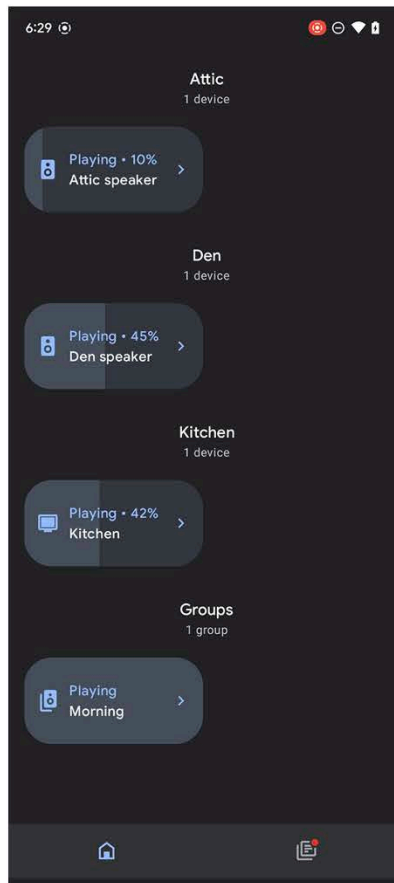 6:29
Attic
1 device
Playing • 10%
Attic speaker
Den
1 device
Playing • 45%
Den speaker
Kitchen
1 device
Playing • 42%
Kitchen
Groups
1 group
Playing
Morning